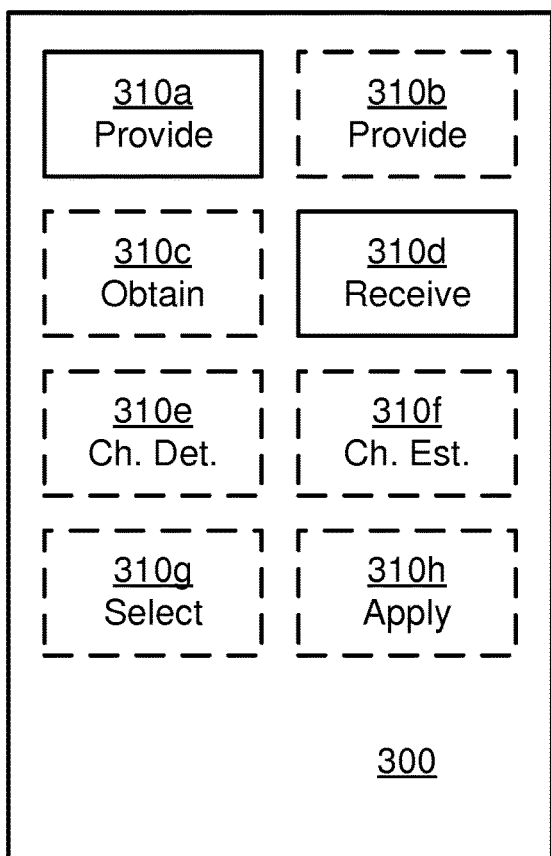 310a
Provide
310b
Provide
310c
Obtain
310d
Receive
310e
Ch. Det.
310f
Ch. Est.
310g
Select
310h
Apply
300